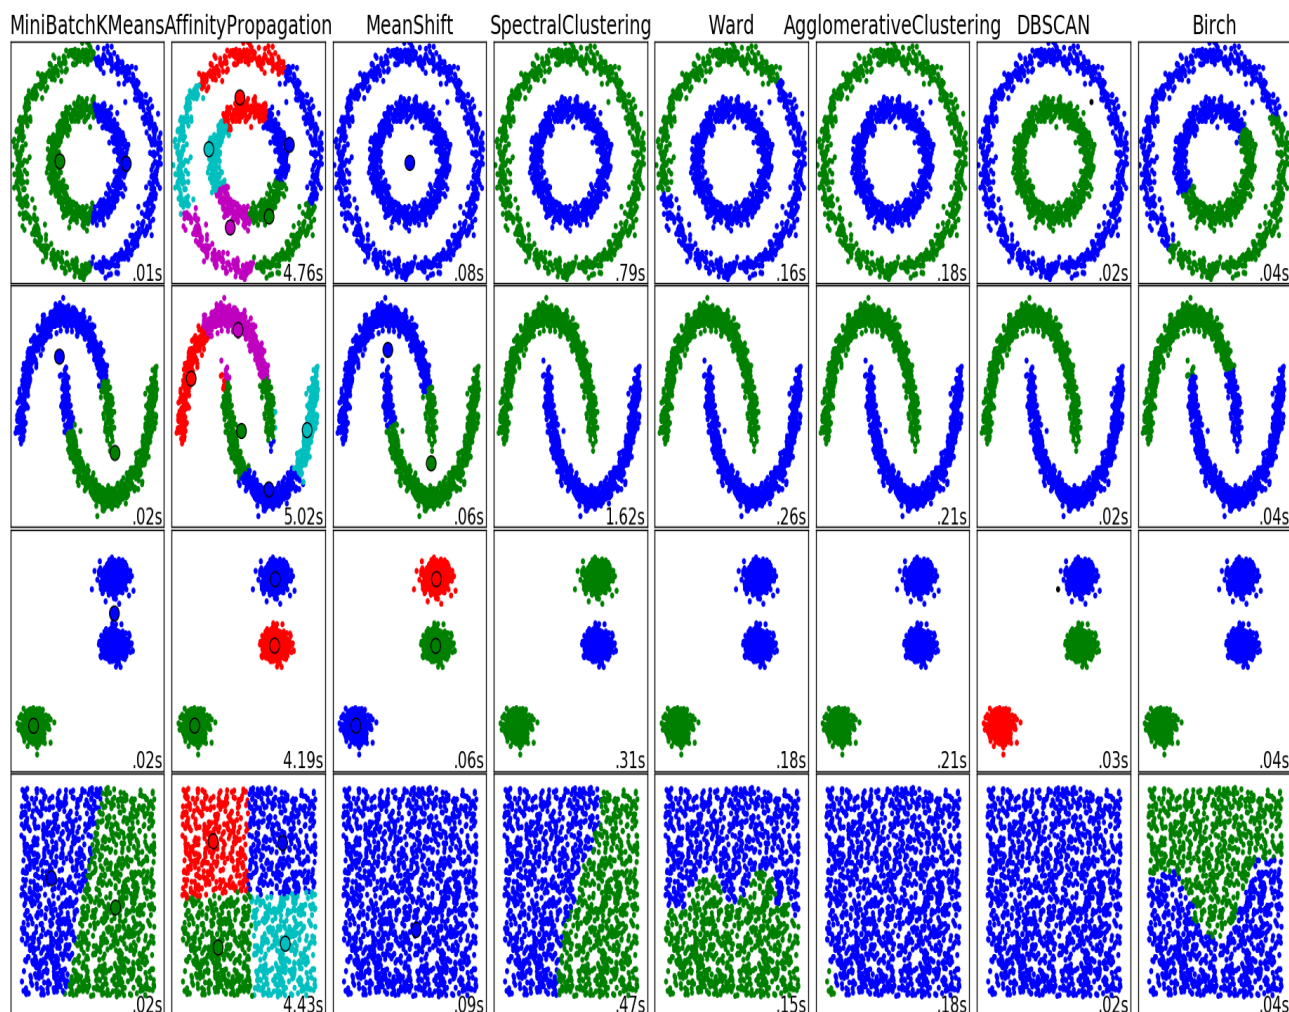 MiniBatchKMeans AffinityPropagation MeanShift SpectralClustering Ward AgglomerativeClustering DBSCAN Birch
.01s 4.76s .08s .79s .16s .18s .02s .04s
.02s 5.02s .06s 1.62s .26s .21s .02s .04s
.02s 4.19s .06s .31s .18s .21s .03s .04s
.02s 4.43s .09s .47s .15s .18s .02s .04s